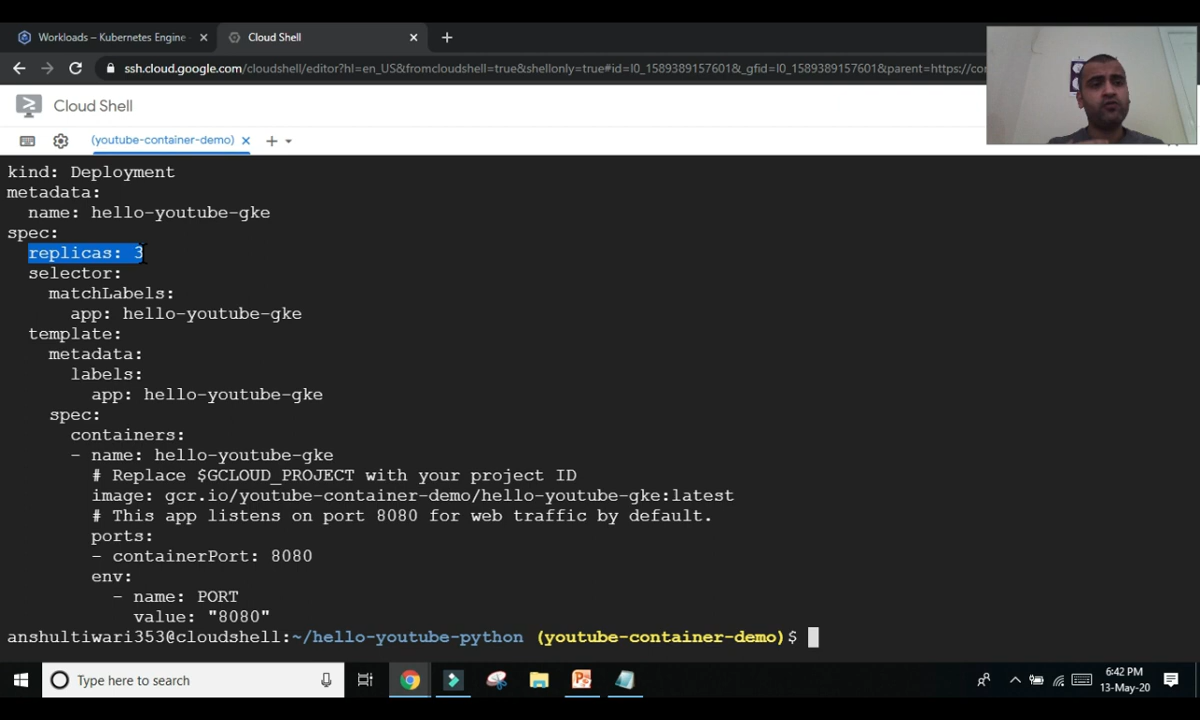 Workloads – Kubernetes Engine
Cloud Shell
ssh.cloud.google.com/cloudshell/editor?hl=en_US&fromcloudshell=true&shellonly=true#id=I0_1589389157601&_gfid=I0_1589389157601&parent=https://con
Cloud Shell
(youtube-container-demo)
kind: Deployment
metadata:
name: hello-youtube-gke
spec:
replicas: 3
selector:
matchLabels:
app: hello-youtube-gke
template:
metadata:
labels:
app: hello-youtube-gke
spec:
containers:
- name: hello-youtube-gke
# Replace $GCLOUD_PROJECT with your project ID
image: gcr.io/youtube-container-demo/hello-youtube-gke:latest
# This app listens on port 8080 for web traffic by default.
ports:
- containerPort: 8080
env:
- name: PORT
value: "8080"
anshultiwari353@cloudshell:~/hello-youtube-python (youtube-container-demo)$
Type here to search
6:42 PM
13-May-20